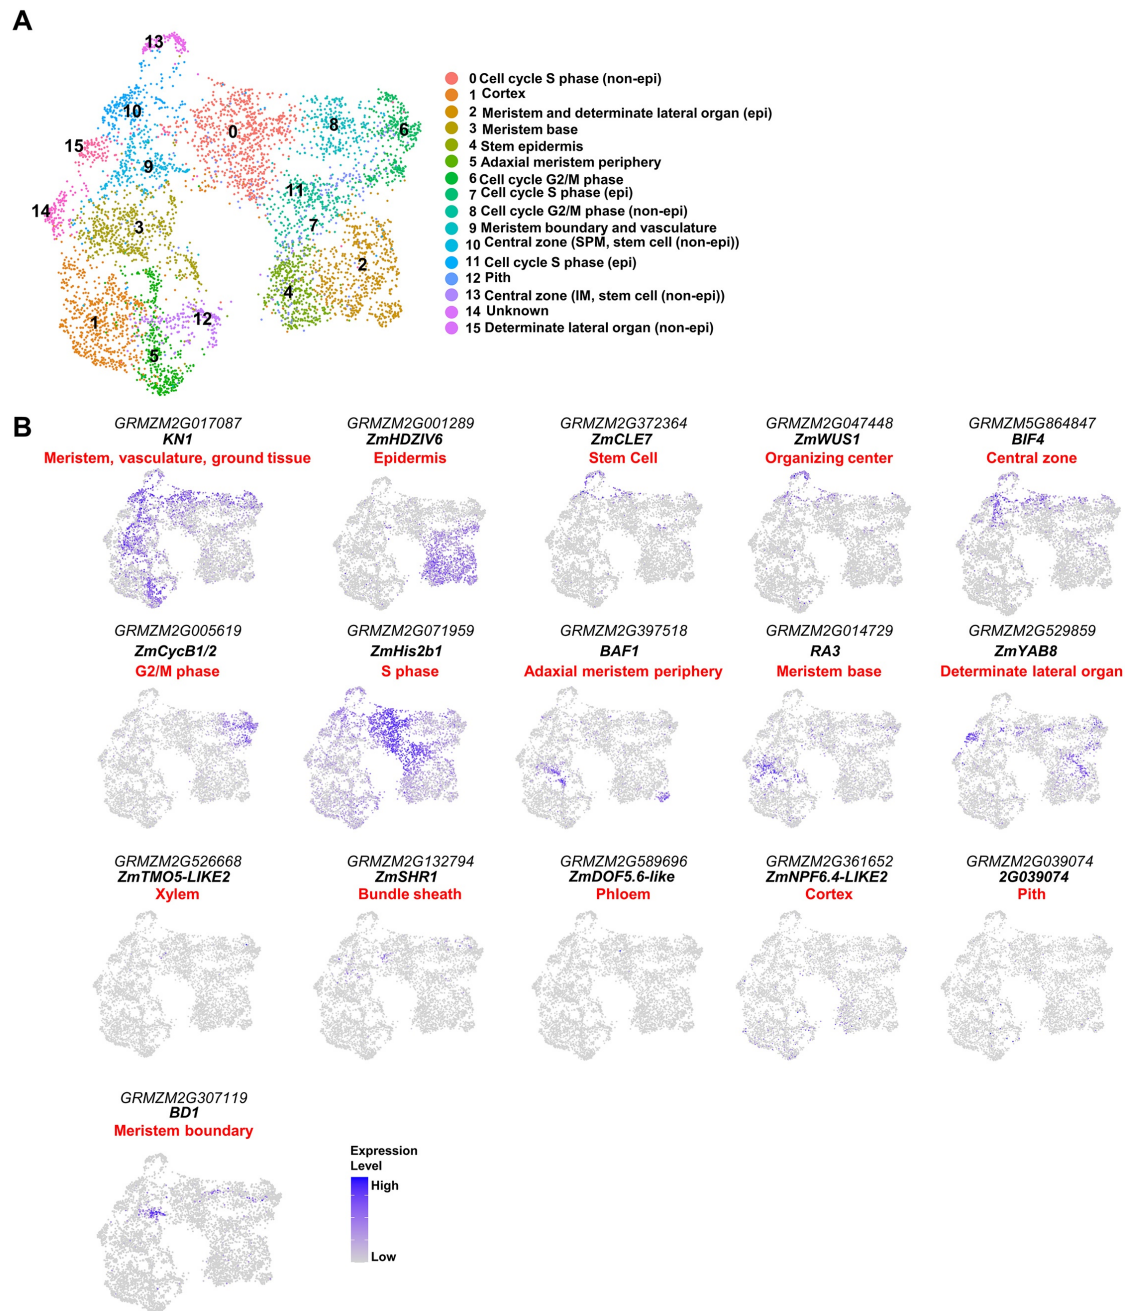 A
13
10
0
8
6
15
9
11
14
3
7
2
4
1
12
5
0 Cell cycle S phase (non-epi)
1 Cortex
2 Meristem and determinate lateral organ (epi)
3 Meristem base
4 Stem epidermis
5 Adaxial meristem periphery
6 Cell cycle G2/M phase
7 Cell cycle S phase (epi)
8 Cell cycle G2/M phase (non-epi)
9 Meristem boundary and vasculature
10 Central zone (SPM, stem cell (non-epi))
11 Cell cycle S phase (epi)
12 Pith
13 Central zone (IM, stem cell (non-epi))
14 Unknown
15 Determinate lateral organ (non-epi)
B
GRMZM2G017087
KN1
Meristem, vasculature, ground tissue
GRMZM2G001289
ZmHDZIV6
Epidermis
GRMZM2G372364
ZmCLE7
Stem Cell
GRMZM2G047448
ZmWUS1
Organizing center
GRMZM5G864847
BIF4
Central zone
GRMZM2G005619
ZmCycB1/2
G2/M phase
GRMZM2G071959
ZmHis2b1
S phase
GRMZM2G397518
BAF1
Adaxial meristem periphery
GRMZM2G014729
RA3
Meristem base
GRMZM2G529859
ZmYAB8
Determinate lateral organ
GRMZM2G526668
ZmTMO5-LIKE2
Xylem
GRMZM2G132794
ZmSHR1
Bundle sheath
GRMZM2G589696
ZmDOF5.6-like
Phloem
GRMZM2G361652
ZmNPF6.4-LIKE2
Cortex
GRMZM2G039074
2G039074
Pith
GRMZM2G307119
BD1
Meristem boundary
Expression
Level
High
Low